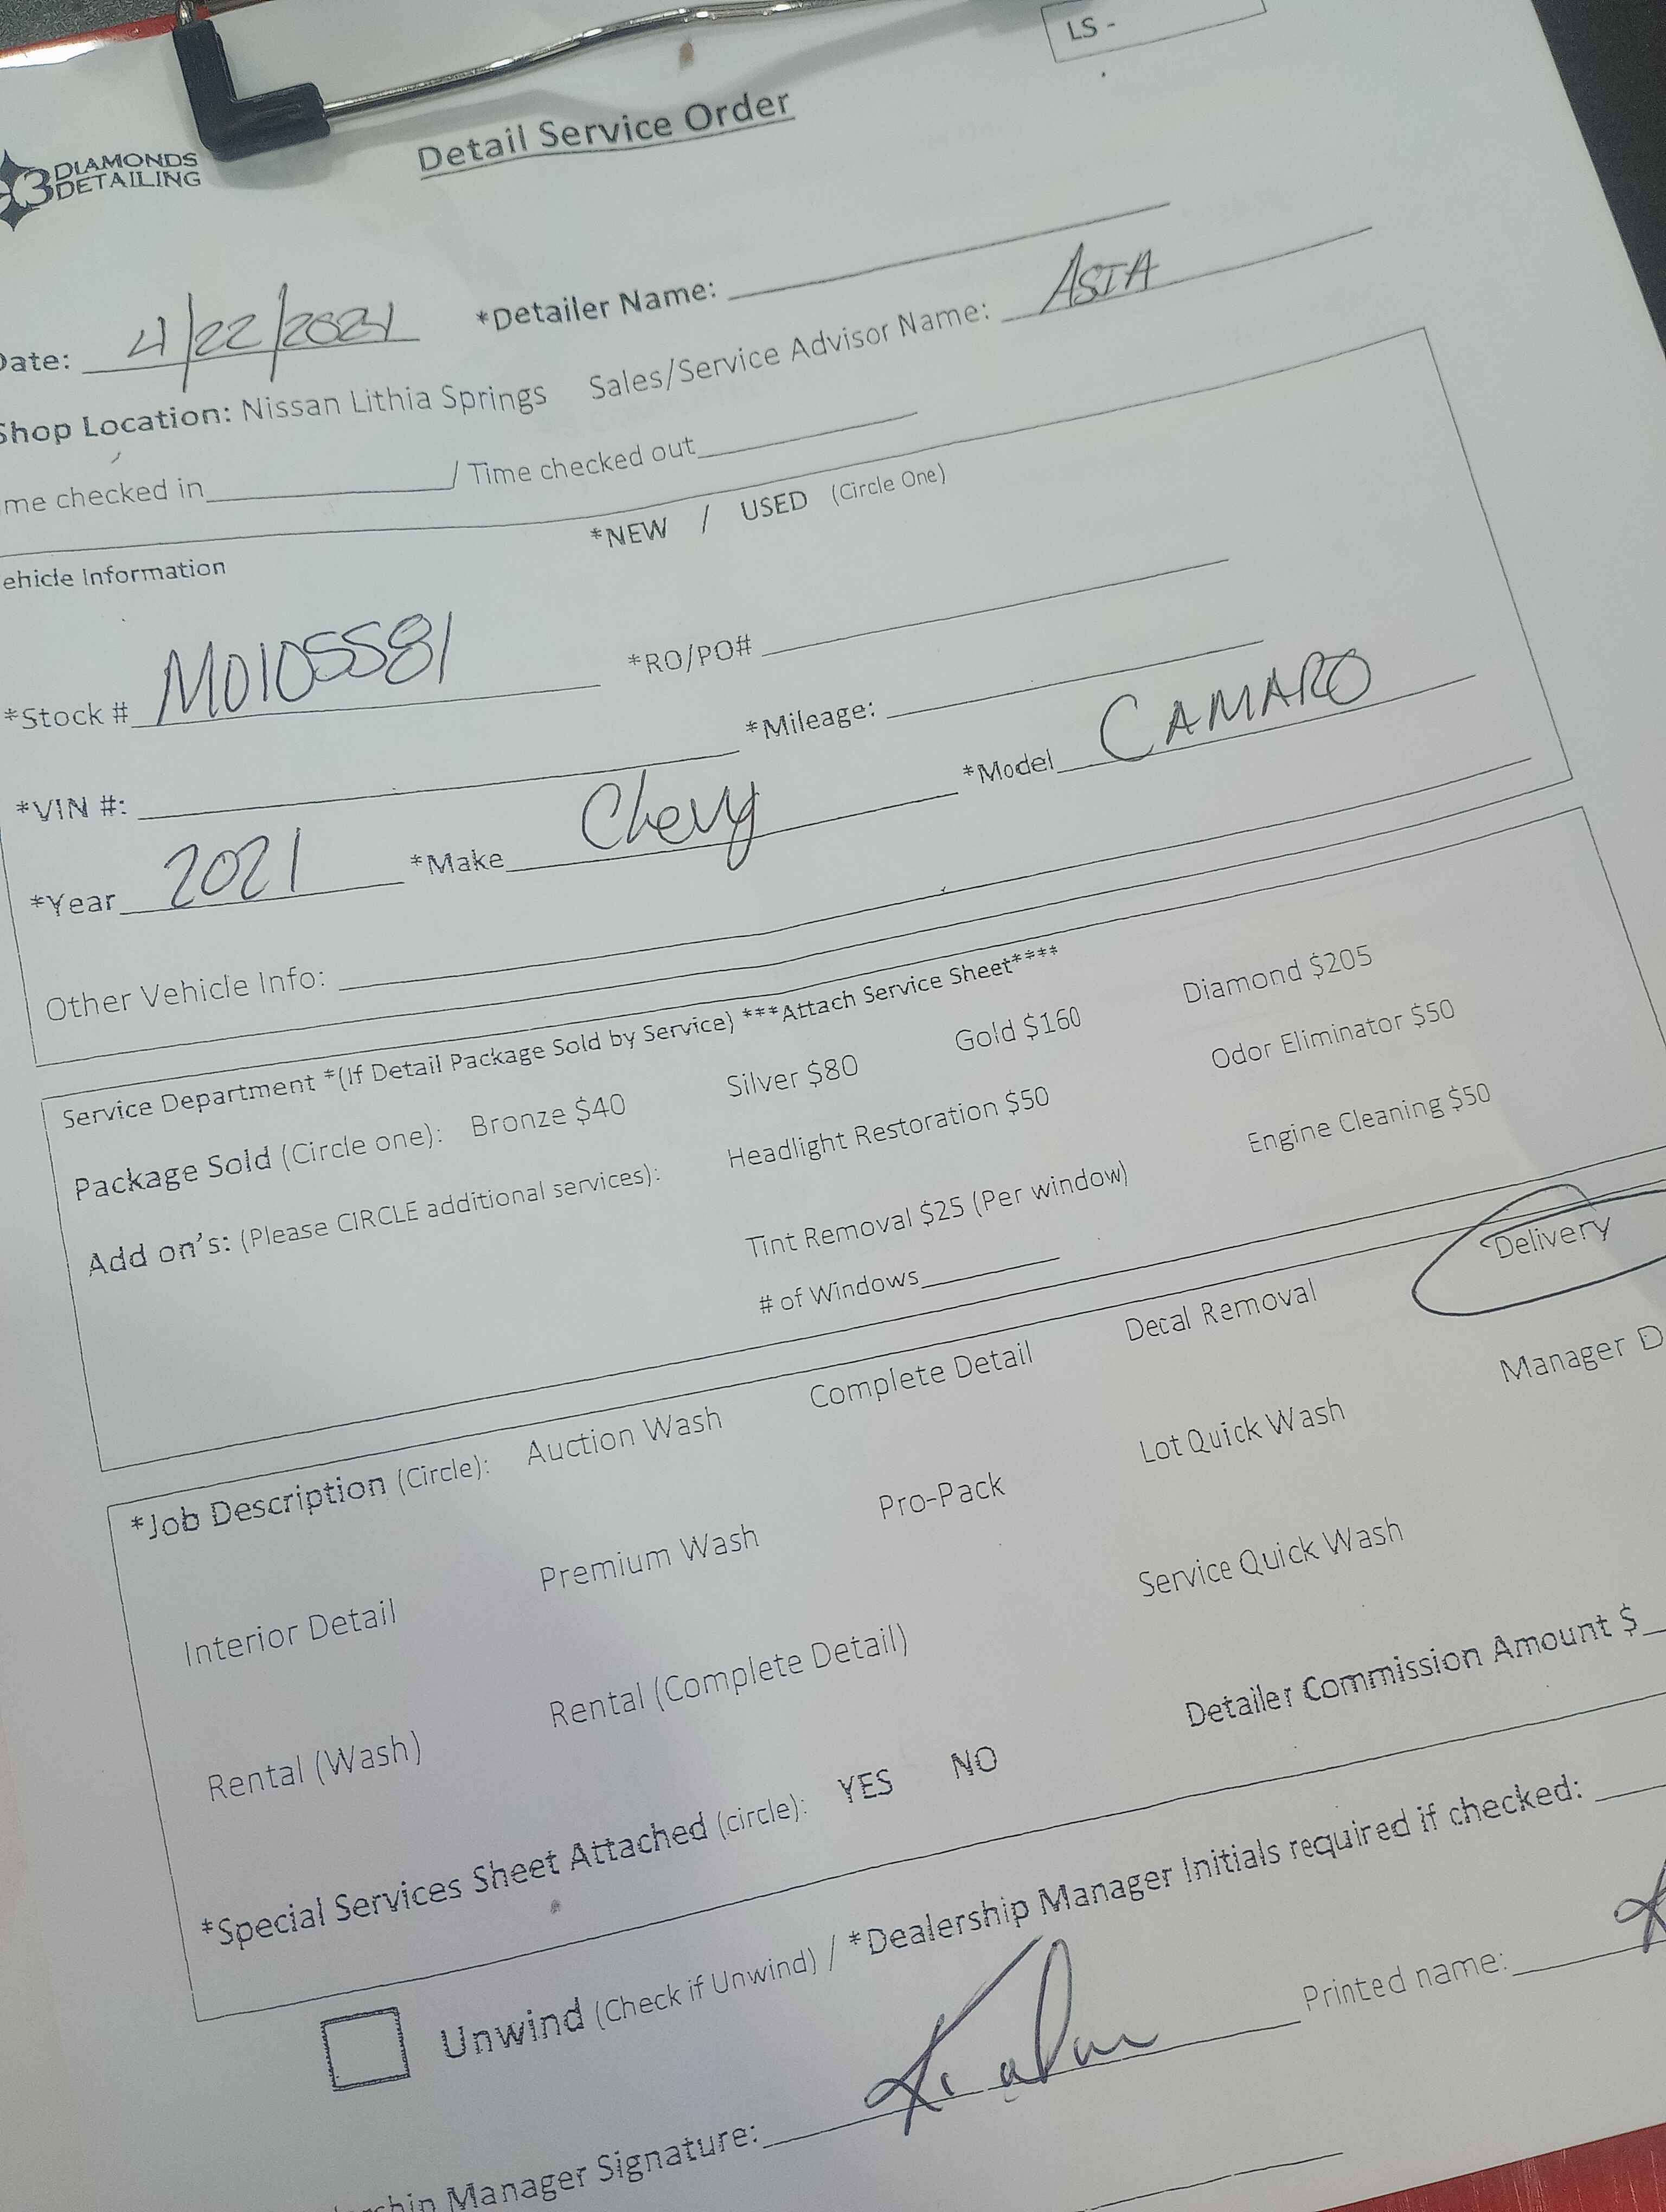 LS -
Detail Service Order
3 DIAMONDS
DETAILING
Date: 4/22/2021 *Detailer Name:
Shop Location: Nissan Lithia Springs Sales/Service Advisor Name: ASIA
me checked in / Time checked out
ehicle Information *NEW / USED (Circle One)
*Stock # M0105581 *RO/PO#
*VIN #: *Mileage:
*Year 2021 *Make Chevy *Model CAMARO
Other Vehicle Info:
Service Department *(If Detail Package Sold by Service) ***Attach Service Sheet****
Package Sold (Circle one): Bronze $40 Silver $80 Gold $160 Diamond $205
Add on's: (Please CIRCLE additional services): Headlight Restoration $50 Odor Eliminator $50
Tint Removal $25 (Per window) Engine Cleaning $50
# of Windows
*Job Description (Circle): Auction Wash Complete Detail Decal Removal Delivery
Interior Detail Premium Wash Pro-Pack Lot Quick Wash Manager D
Rental (Wash) Rental (Complete Detail) Service Quick Wash
*Special Services Sheet Attached (circle): YES NO Detailer Commission Amount $
Unwind (Check if Unwind) / *Dealership Manager Initials required if checked:
rship Manager Signature: Printed name: